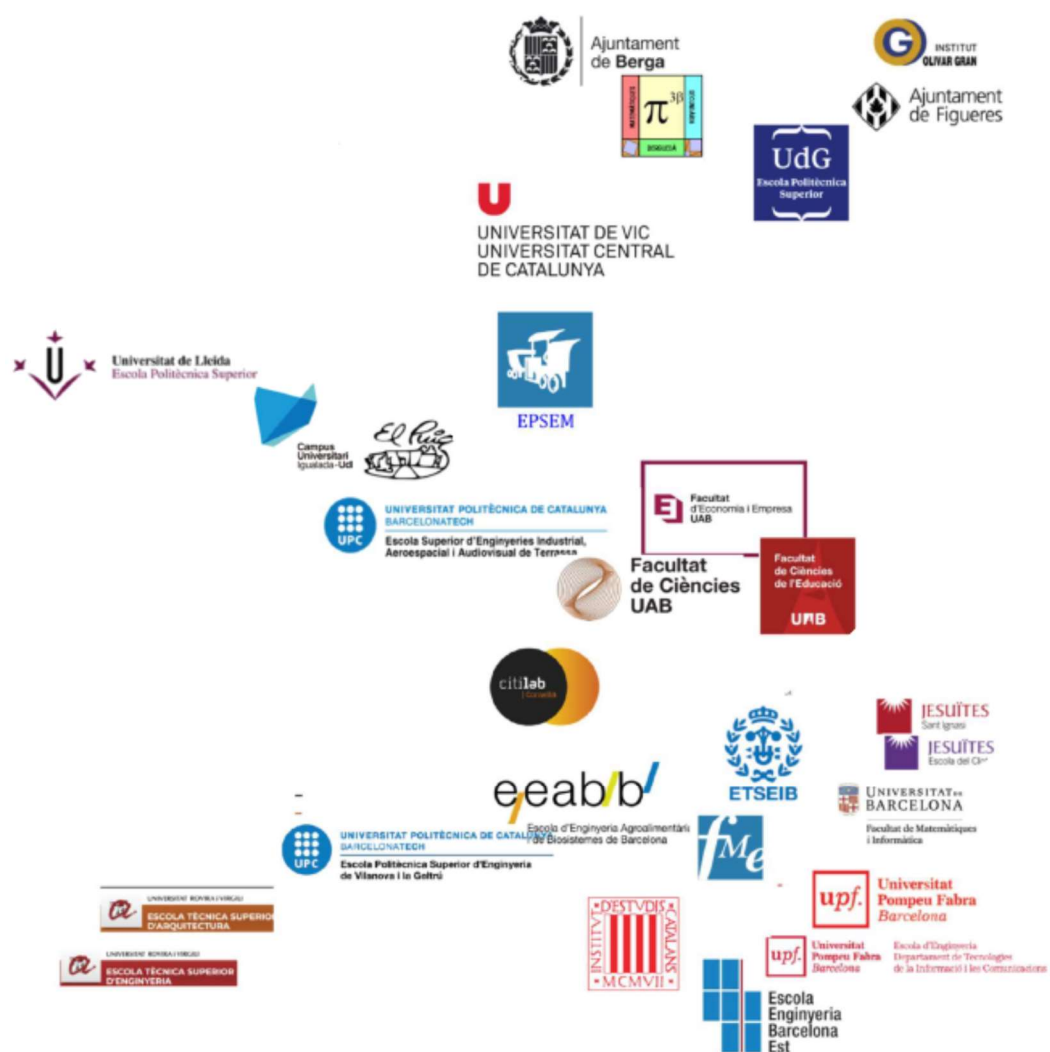 Ajuntament
de Berga
INSTITUT
OLIVAR GRAN
Ajuntament
de Figueres
π3β
UdG
Escola Politècnica
Superior
U
UNIVERSITAT DE VIC
UNIVERSITAT CENTRAL
DE CATALUNYA
U
Universitat de Lleida
Escola Politècnica Superior
EPSEM
Campus
Universitari
Igualada-UdI
El Puig
UPC
UNIVERSITAT POLITÈCNICA DE CATALUNYA
BARCELONATECH
Escola Superior d'Enginyeries Industrial,
Aeroespacial i Audiovisual de Terrassa
Facultat
d'Economia i Empresa
UAB
Facultat
de Ciències
UAB
Facultat
de Ciències
de l'Educació
UAB
citilab
ETSEIB
JESUÏTES
Sant Ignasi
JESUÏTES
Escola del Clot
UNIVERSITAT DE
BARCELONA
Facultat de Matemàtiques
i Informàtica
eeab/b/
Escola d'Enginyeria Agroalimentària
i de Biosistemes de Barcelona
fMe
UPC
UNIVERSITAT POLITÈCNICA DE CATALUNYA
BARCELONATECH
Escola Politècnica Superior d'Enginyeria
de Vilanova i la Geltrú
UNIVERSITAT ROVIRA I VIRGILI
ESCOLA TÈCNICA SUPERIOR
D'ARQUITECTURA
UNIVERSITAT ROVIRA I VIRGILI
ESCOLA TÈCNICA SUPERIOR
D'ENGINYERIA
INSTITVT D'ESTVDIS CATALANS
MCMVII
upf.
Universitat
Pompeu Fabra
Barcelona
upf.
Universitat
Pompeu Fabra
Barcelona
Escola d'Enginyeria
Departament de Tecnologies
de la Informació i les Comunicacions
Escola
Enginyeria
Barcelona
Est